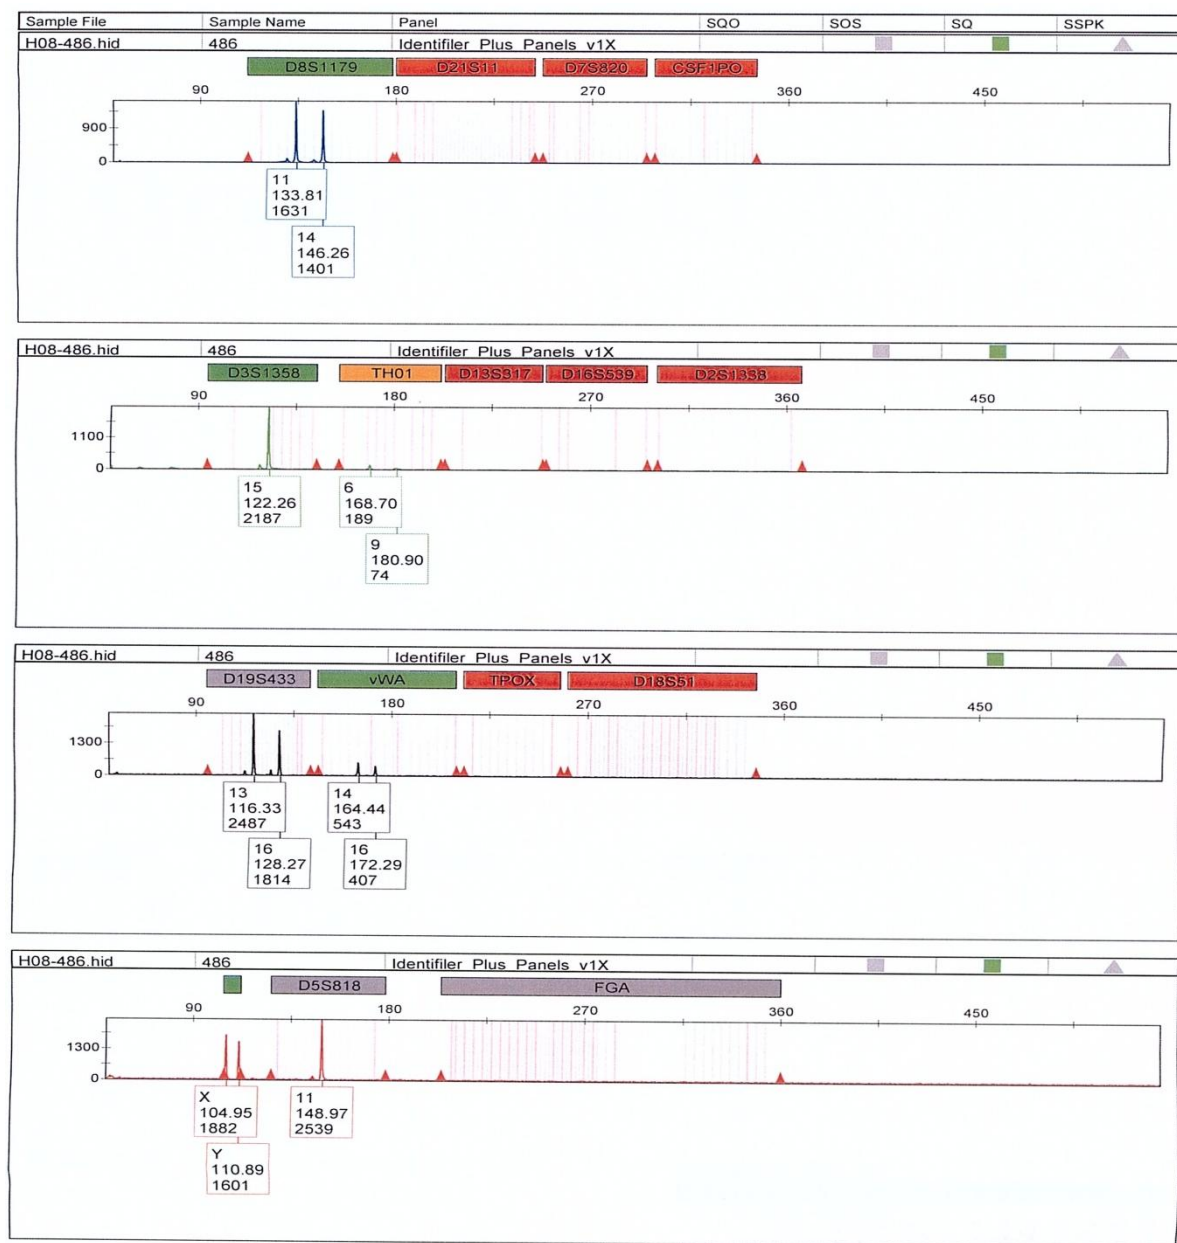 Sample File Sample Name Panel SQO SOS SQ SSPK
H08-486.hid 486 Identifiler_Plus_Panels_v1X
D8S1179 D21S11 D7S820 CSF1PO
90 180 270 360 450
900
0
11
133.81
1631
14
146.26
1401
H08-486.hid 486 Identifiler_Plus_Panels_v1X
D3S1358 TH01 D13S317 D16S539 D2S1338
90 180 270 360 450
1100
0
15
122.26
2187
6
168.70
189
9
180.90
74
H08-486.hid 486 Identifiler_Plus_Panels_v1X
D19S433 vWA TPOX D18S51
90 180 270 360 450
1300
0
13
116.33
2487
16
128.27
1814
14
164.44
543
16
172.29
407
H08-486.hid 486 Identifiler_Plus_Panels_v1X
D5S818 FGA
90 180 270 360 450
1300
0
X
104.95
1882
Y
110.89
1601
11
148.97
2539